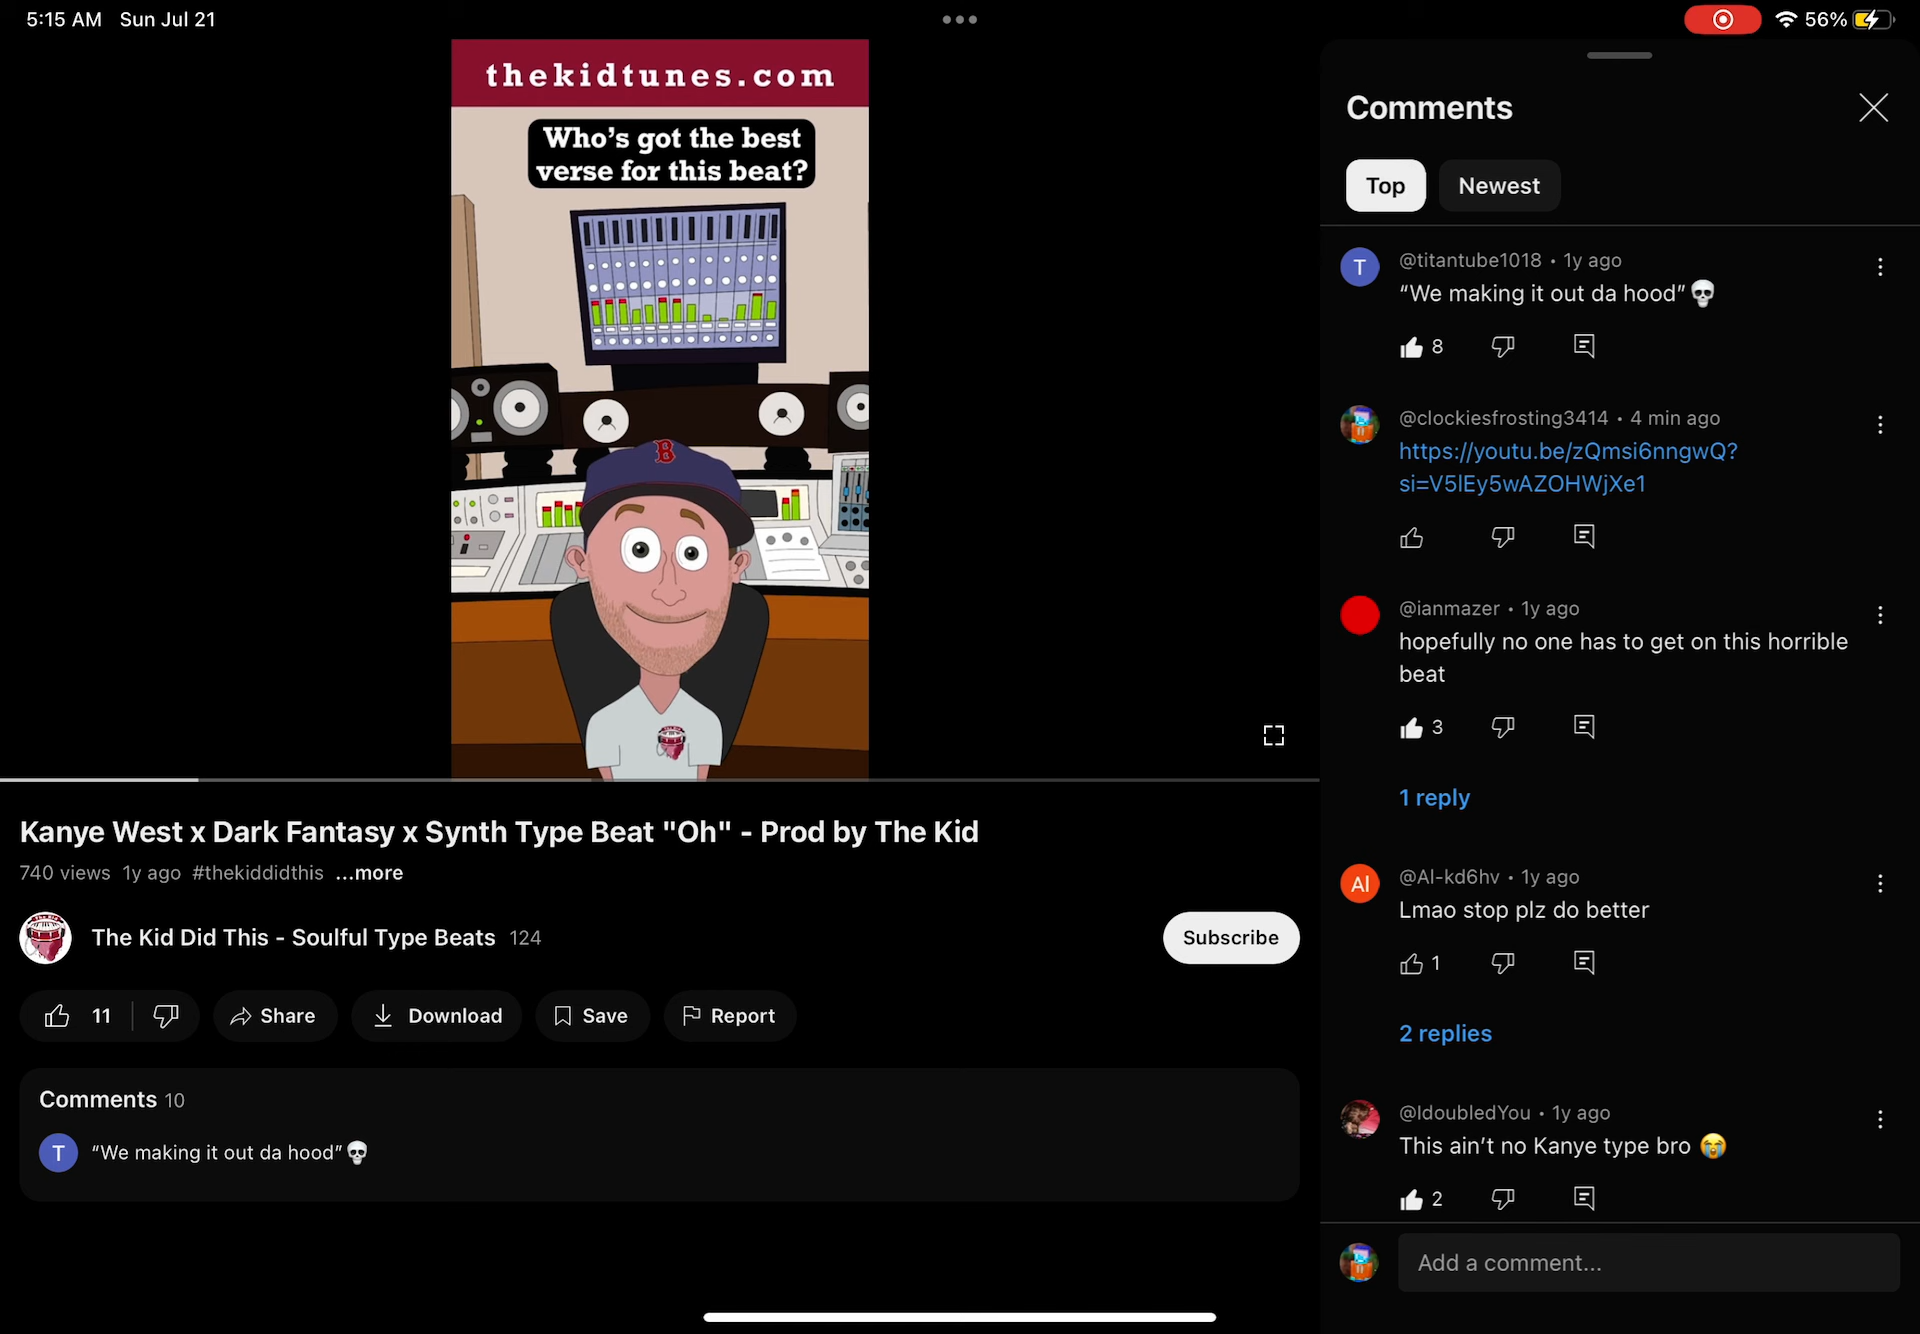 5:15 AM Sun Jul 21
56%
thekidtunes.com
Who's got the best
verse for this beat?
B
Kanye West x Dark Fantasy x Synth Type Beat "Oh" - Prod by The Kid
740 views 1y ago #thekiddidthis ...more
The Kid Did This - Soulful Type Beats 124
Subscribe
11
Share
Download
Save
Report
Comments 10
T
“We making it out da hood”💀
Comments
Top
Newest
T
@titantube1018 • 1y ago
“We making it out da hood”💀
8
@clockiesfrosting3414 • 4 min ago
https://youtu.be/zQmsi6nngwQ?
si=V5lEy5wAZOHWjXe1
@ianmazer • 1y ago
hopefully no one has to get on this horrible
beat
3
1 reply
Al
@Al-kd6hv • 1y ago
Lmao stop plz do better
1
2 replies
@IdoubledYou • 1y ago
This ain’t no Kanye type bro 😭
2
Add a comment...